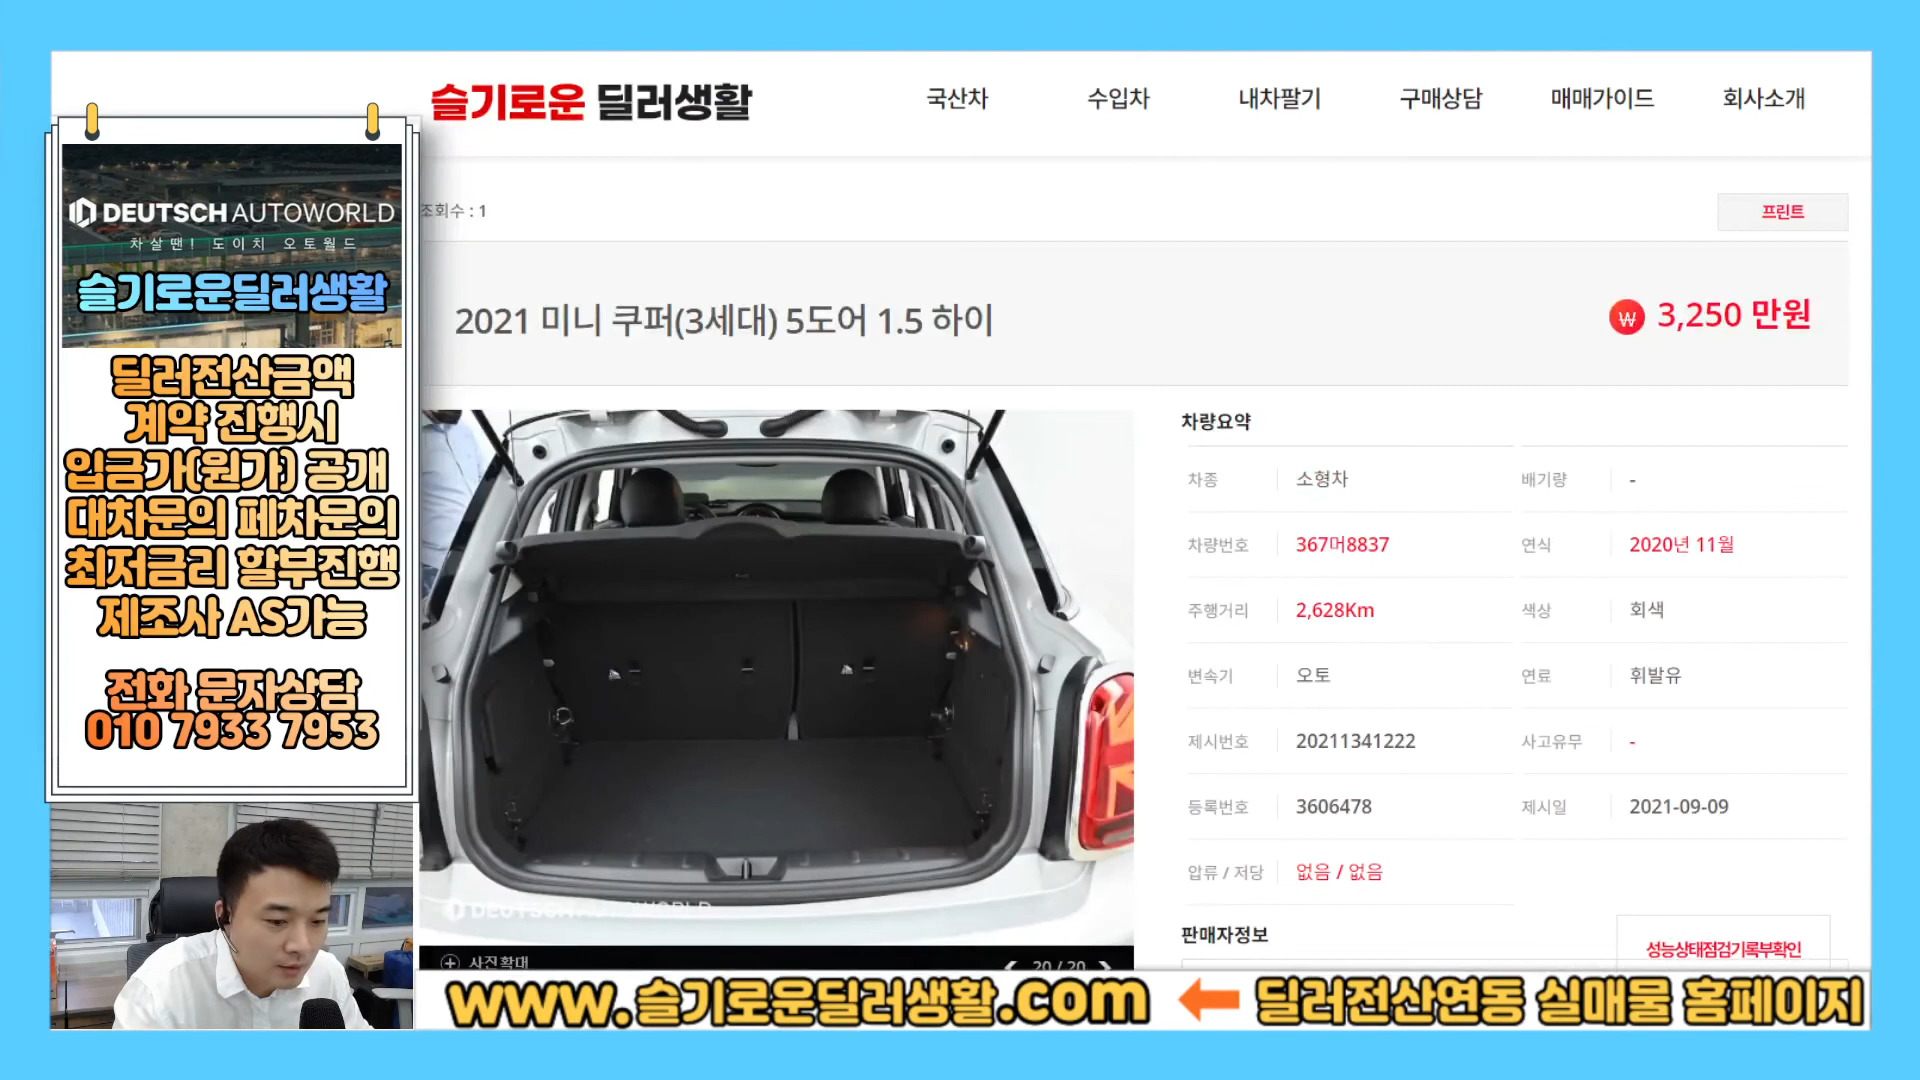 슬기로운 딜러생활
국산차
수입차
내차팔기
구매상담
매매가이드
회사소개
DEUTSCH AUTOWORLD
차살땐! 도이치 오토월드
슬기로운딜러생활
딜러전산금액
계약 진행시
입금가(원가) 공개
대차문의 폐차문의
최저금리 할부진행
제조사 AS가능
전화 문자상담
010 7933 7953
조회수 : 1
프린트
2021 미니 쿠퍼(3세대) 5도어 1.5 하이
₩ 3,250 만원
차량요약
차종 소형차 배기량 -
차량번호 367머8837 연식 2020년 11월
주행거리 2,628Km 색상 회색
변속기 오토 연료 휘발유
제시번호 20211341222 사고유무 -
등록번호 3606478 제시일 2021-09-09
압류 / 저당 없음 / 없음
판매자정보
성능상태점검기록부확인
DEUTSCH AUTOWORLD
사진확대
20 / 20
www.슬기로운딜러생활.com
딜러전산연동 실매물 홈페이지